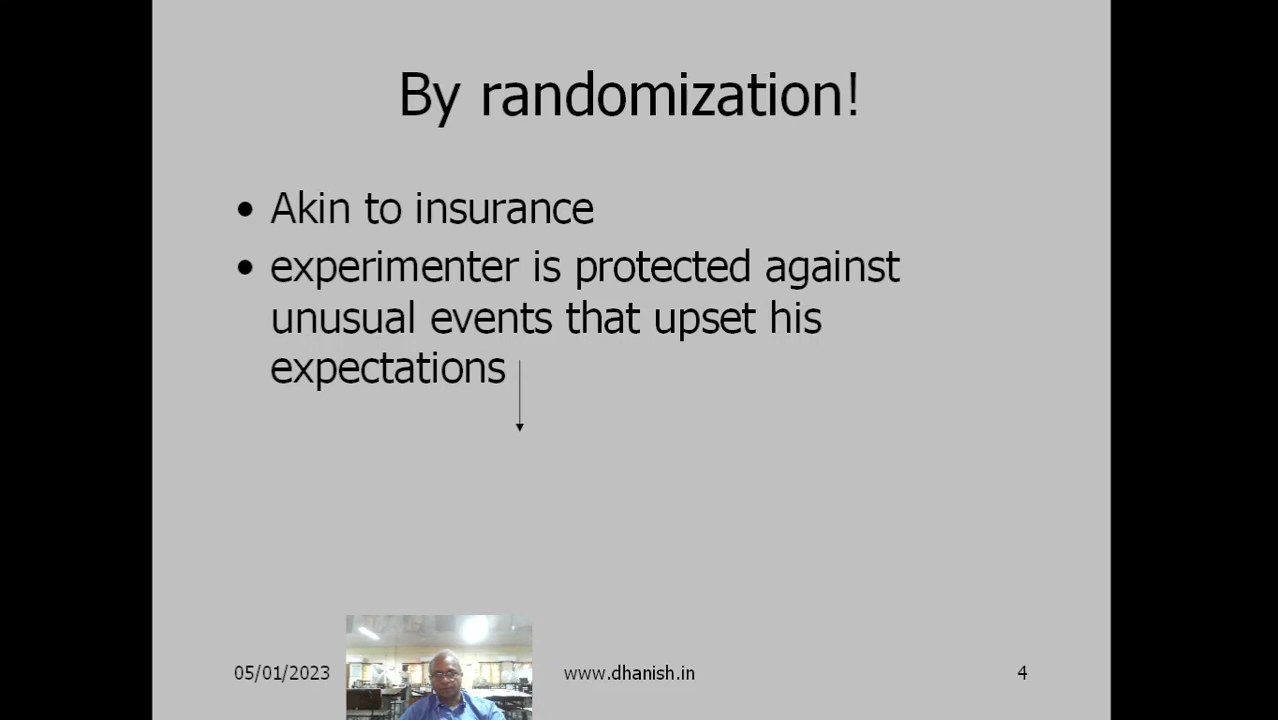 By randomization!
• Akin to insurance
• experimenter is protected against
unusual events that upset his
expectations
05/01/2023
www.dhanish.in
4